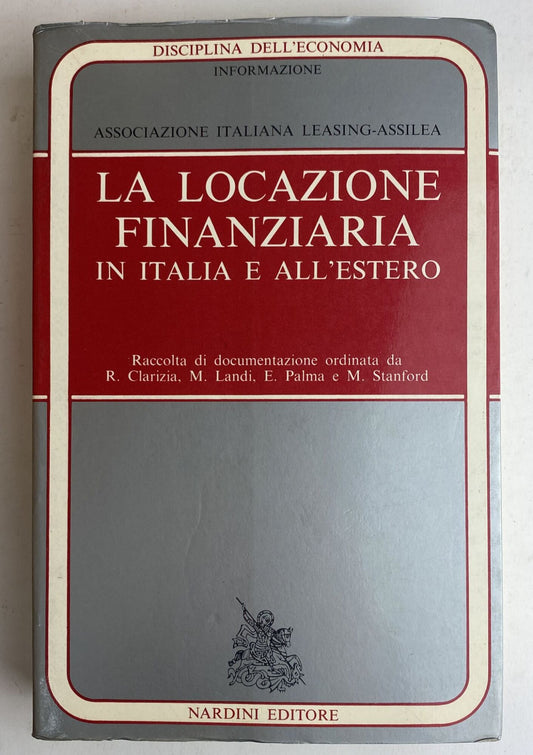 DISCIPLINA DELL'ECONOMIA
INFORMAZIONE
ASSOCIAZIONE ITALIANA LEASING-ASSILEA
LA LOCAZIONE
FINANZIARIA
IN ITALIA E ALL'ESTERO
Raccolta di documentazione ordinata da
R. Clarizia, M. Landi, E. Palma e M. Stanford
NARDINI EDITORE